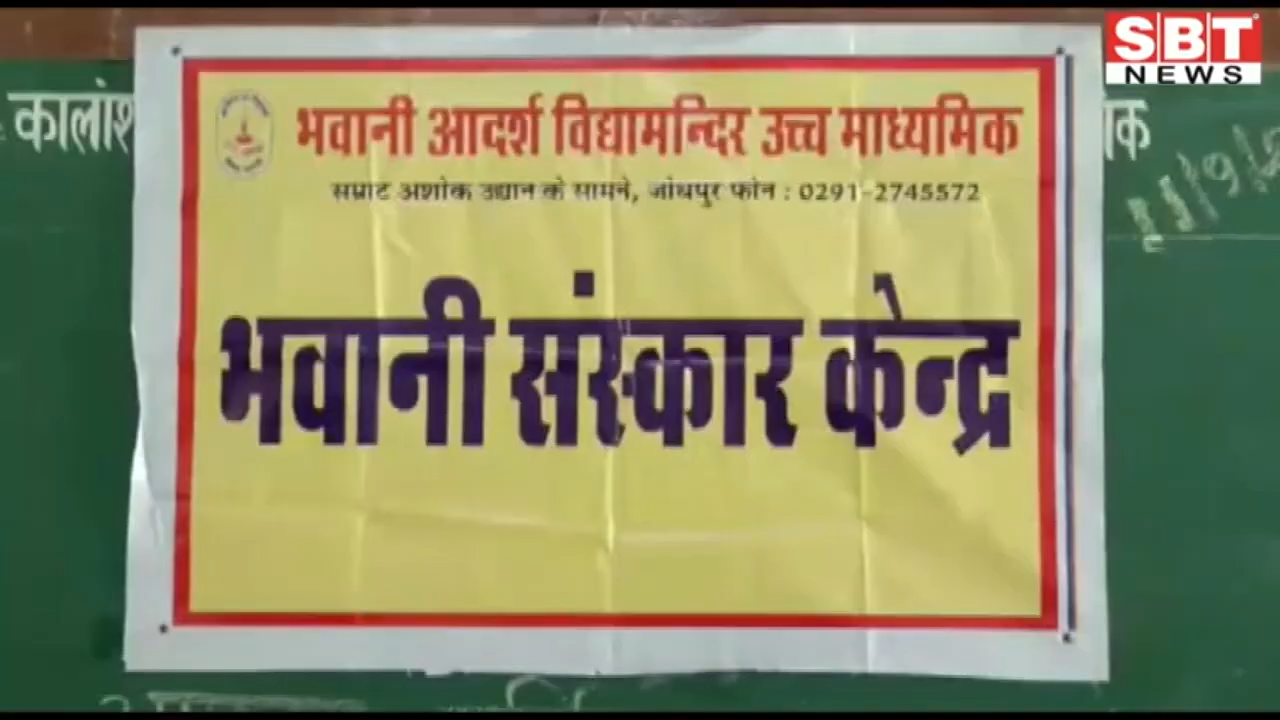 SBT
NEWS
कालांश
भवानी आदर्श विद्यामन्दिर उच्च माध्यमिक
सम्राट अशोक उद्यान के सामने, जोधपुर फोन : 0291-2745572
भवानी संस्कार केन्द्र